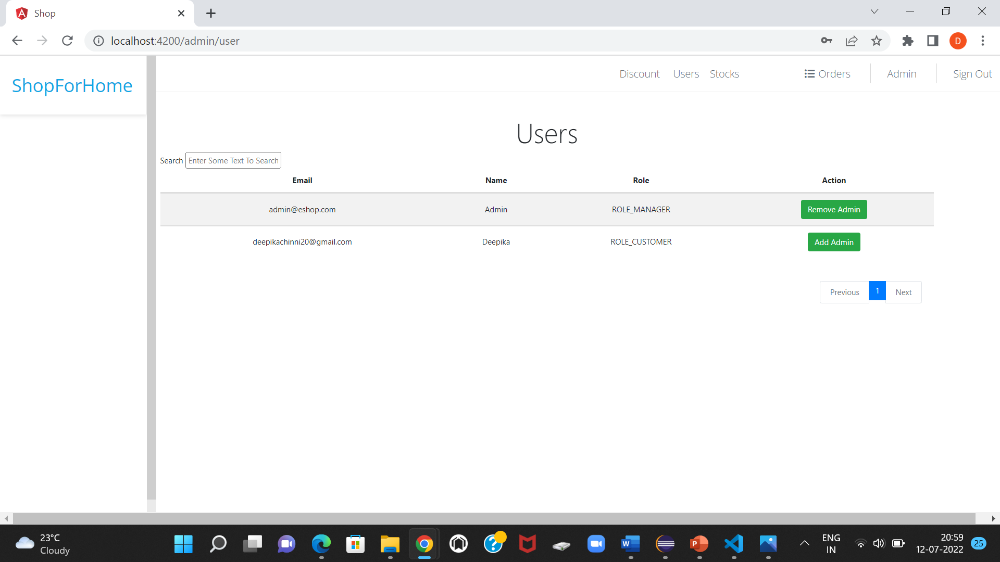 Shop
localhost:4200/admin/user
D
ShopForHome
Discount Users Stocks Orders Admin Sign Out
Users
Search Enter Some Text To Search
Email Name Role Action
admin@eshop.com Admin ROLE_MANAGER Remove Admin
deepikachinni20@gmail.com Deepika ROLE_CUSTOMER Add Admin
Previous 1 Next
23°C
Cloudy
ENG
IN
20:59
12-07-2022
25